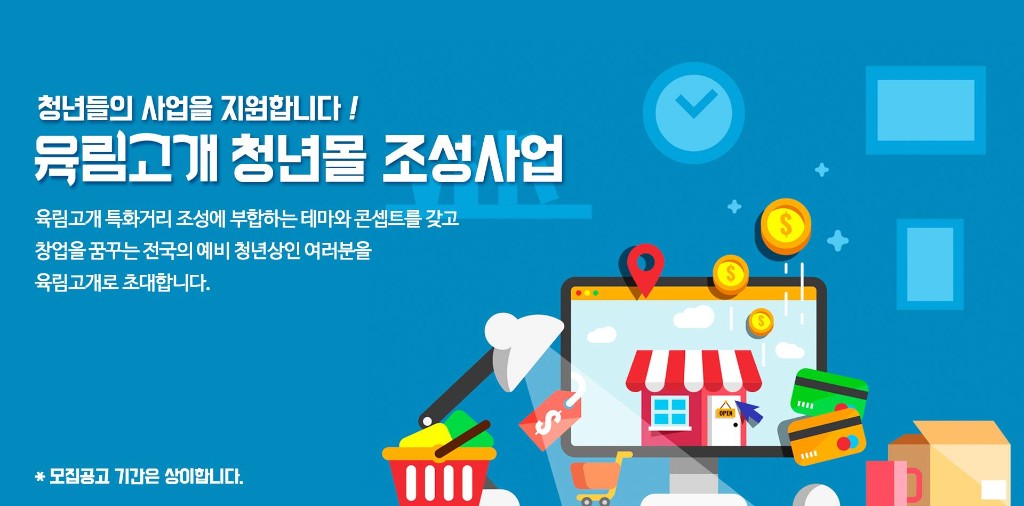 청년들의 사업을 지원합니다 !
육림고개 청년몰 조성사업
육림고개 특화거리 조성에 부합하는 테마와 콘셉트를 갖고
창업을 꿈꾸는 전국의 예비 청년상인 여러분을
육림고개로 초대합니다.
$
$
$
OPEN
$
* 모집공고 기간은 상이합니다.